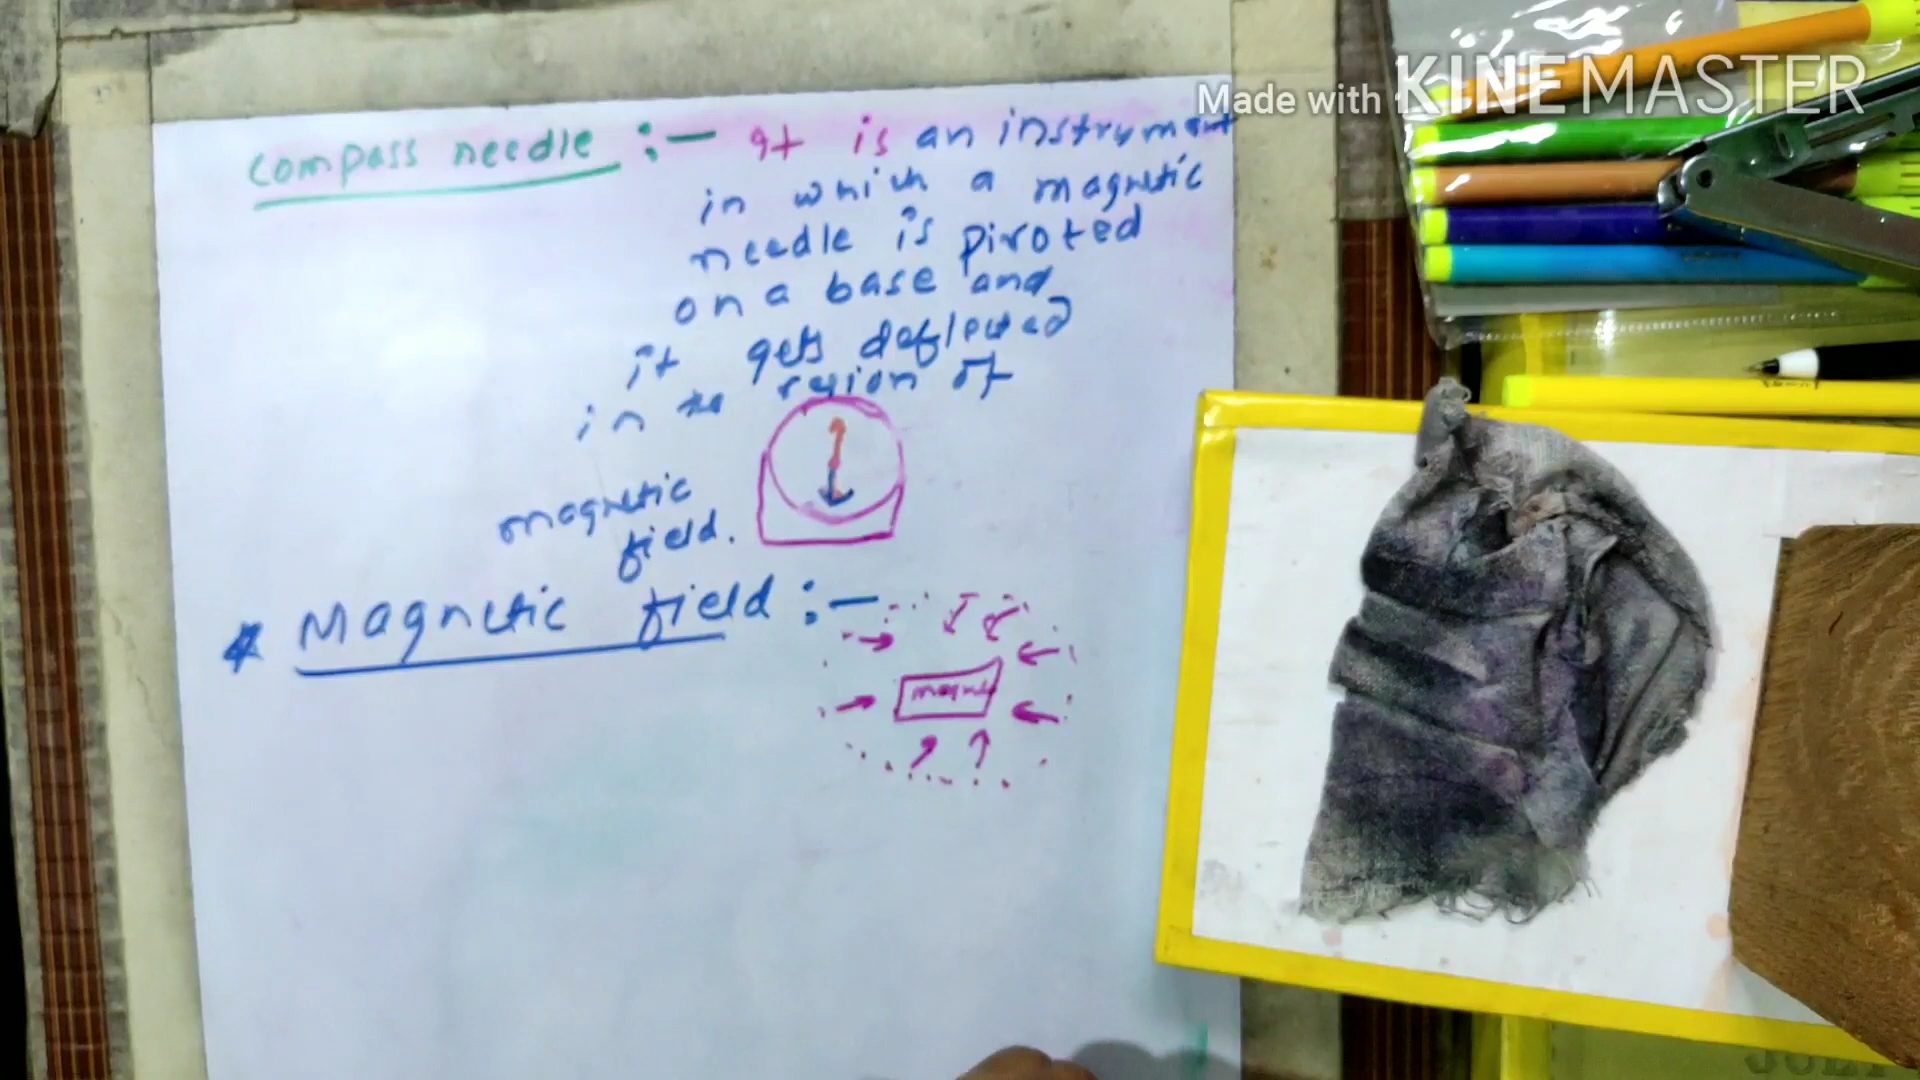 Made with KINEMASTER
Compass needle :- It is an instrument
in which a magnetic
needle is pivoted
on a base and
it gets deflected
in the region of
magnetic
field.
* Magnetic field :-
magnet